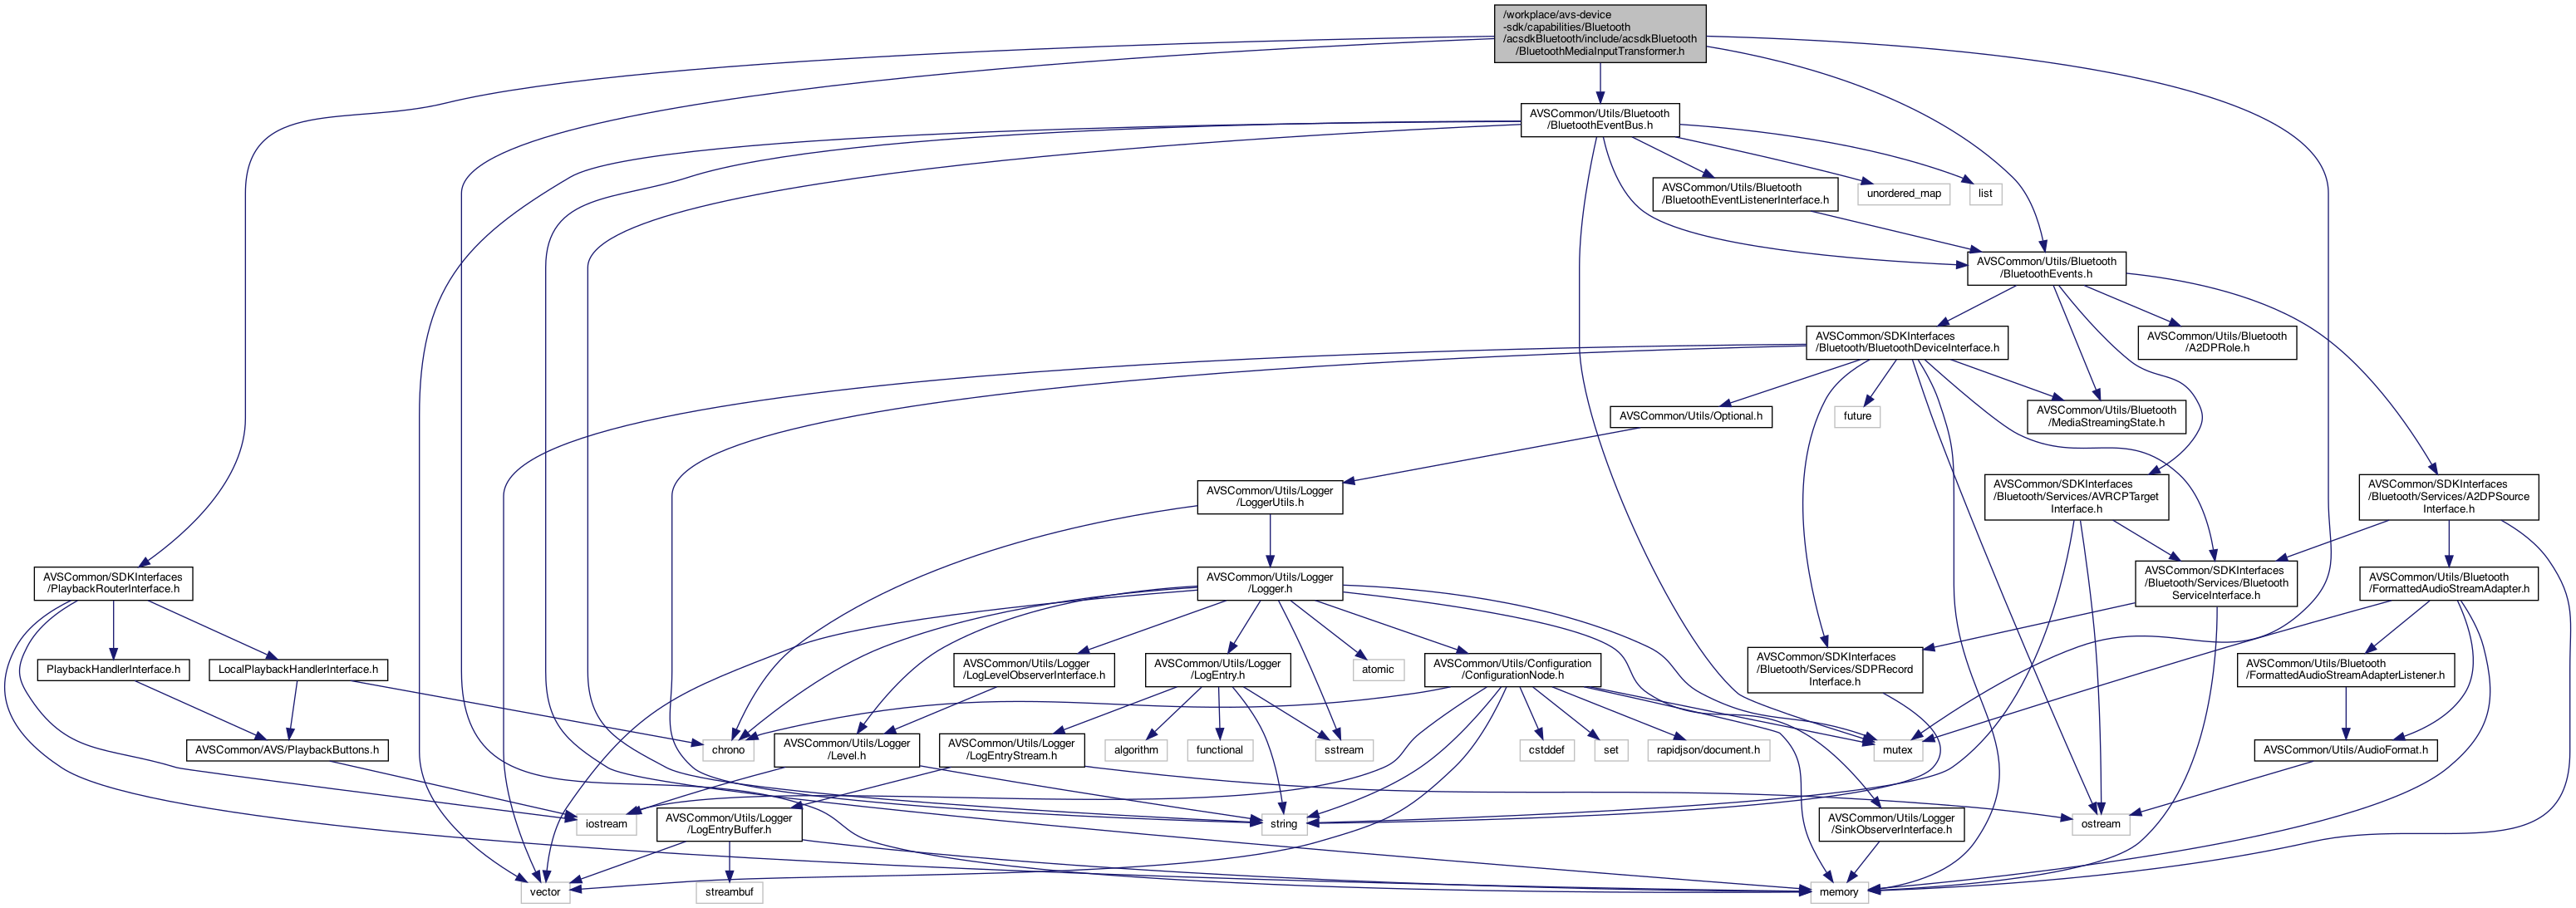 /workplace/avs-device
-sdk/capabilities/Bluetooth
/acsdkBluetooth/include/acsdkBluetooth
/BluetoothMediaInputTransformer.h
AVSCommon/Utils/Bluetooth
/BluetoothEventBus.h
AVSCommon/Utils/Bluetooth
/BluetoothEventListenerInterface.h
unordered_map
list
AVSCommon/Utils/Bluetooth
/BluetoothEvents.h
AVSCommon/SDKInterfaces
/Bluetooth/BluetoothDeviceInterface.h
AVSCommon/Utils/Bluetooth
/A2DPRole.h
AVSCommon/Utils/Optional.h
future
AVSCommon/Utils/Bluetooth
/MediaStreamingState.h
AVSCommon/Utils/Logger
/LoggerUtils.h
AVSCommon/SDKInterfaces
/Bluetooth/Services/AVRCPTarget
Interface.h
AVSCommon/SDKInterfaces
/Bluetooth/Services/A2DPSource
Interface.h
AVSCommon/SDKInterfaces
/PlaybackRouterInterface.h
AVSCommon/Utils/Logger
/Logger.h
AVSCommon/SDKInterfaces
/Bluetooth/Services/Bluetooth
ServiceInterface.h
AVSCommon/Utils/Bluetooth
/FormattedAudioStreamAdapter.h
PlaybackHandlerInterface.h
LocalPlaybackHandlerInterface.h
AVSCommon/Utils/Logger
/LogLevelObserverInterface.h
AVSCommon/Utils/Logger
/LogEntry.h
atomic
AVSCommon/Utils/Configuration
/ConfigurationNode.h
AVSCommon/SDKInterfaces
/Bluetooth/Services/SDPRecord
Interface.h
AVSCommon/Utils/Bluetooth
/FormattedAudioStreamAdapterListener.h
AVSCommon/AVS/PlaybackButtons.h
chrono
AVSCommon/Utils/Logger
/Level.h
AVSCommon/Utils/Logger
/LogEntryStream.h
algorithm
functional
sstream
cstddef
set
rapidjson/document.h
mutex
AVSCommon/Utils/AudioFormat.h
iostream
AVSCommon/Utils/Logger
/LogEntryBuffer.h
string
AVSCommon/Utils/Logger
/SinkObserverInterface.h
ostream
vector
streambuf
memory